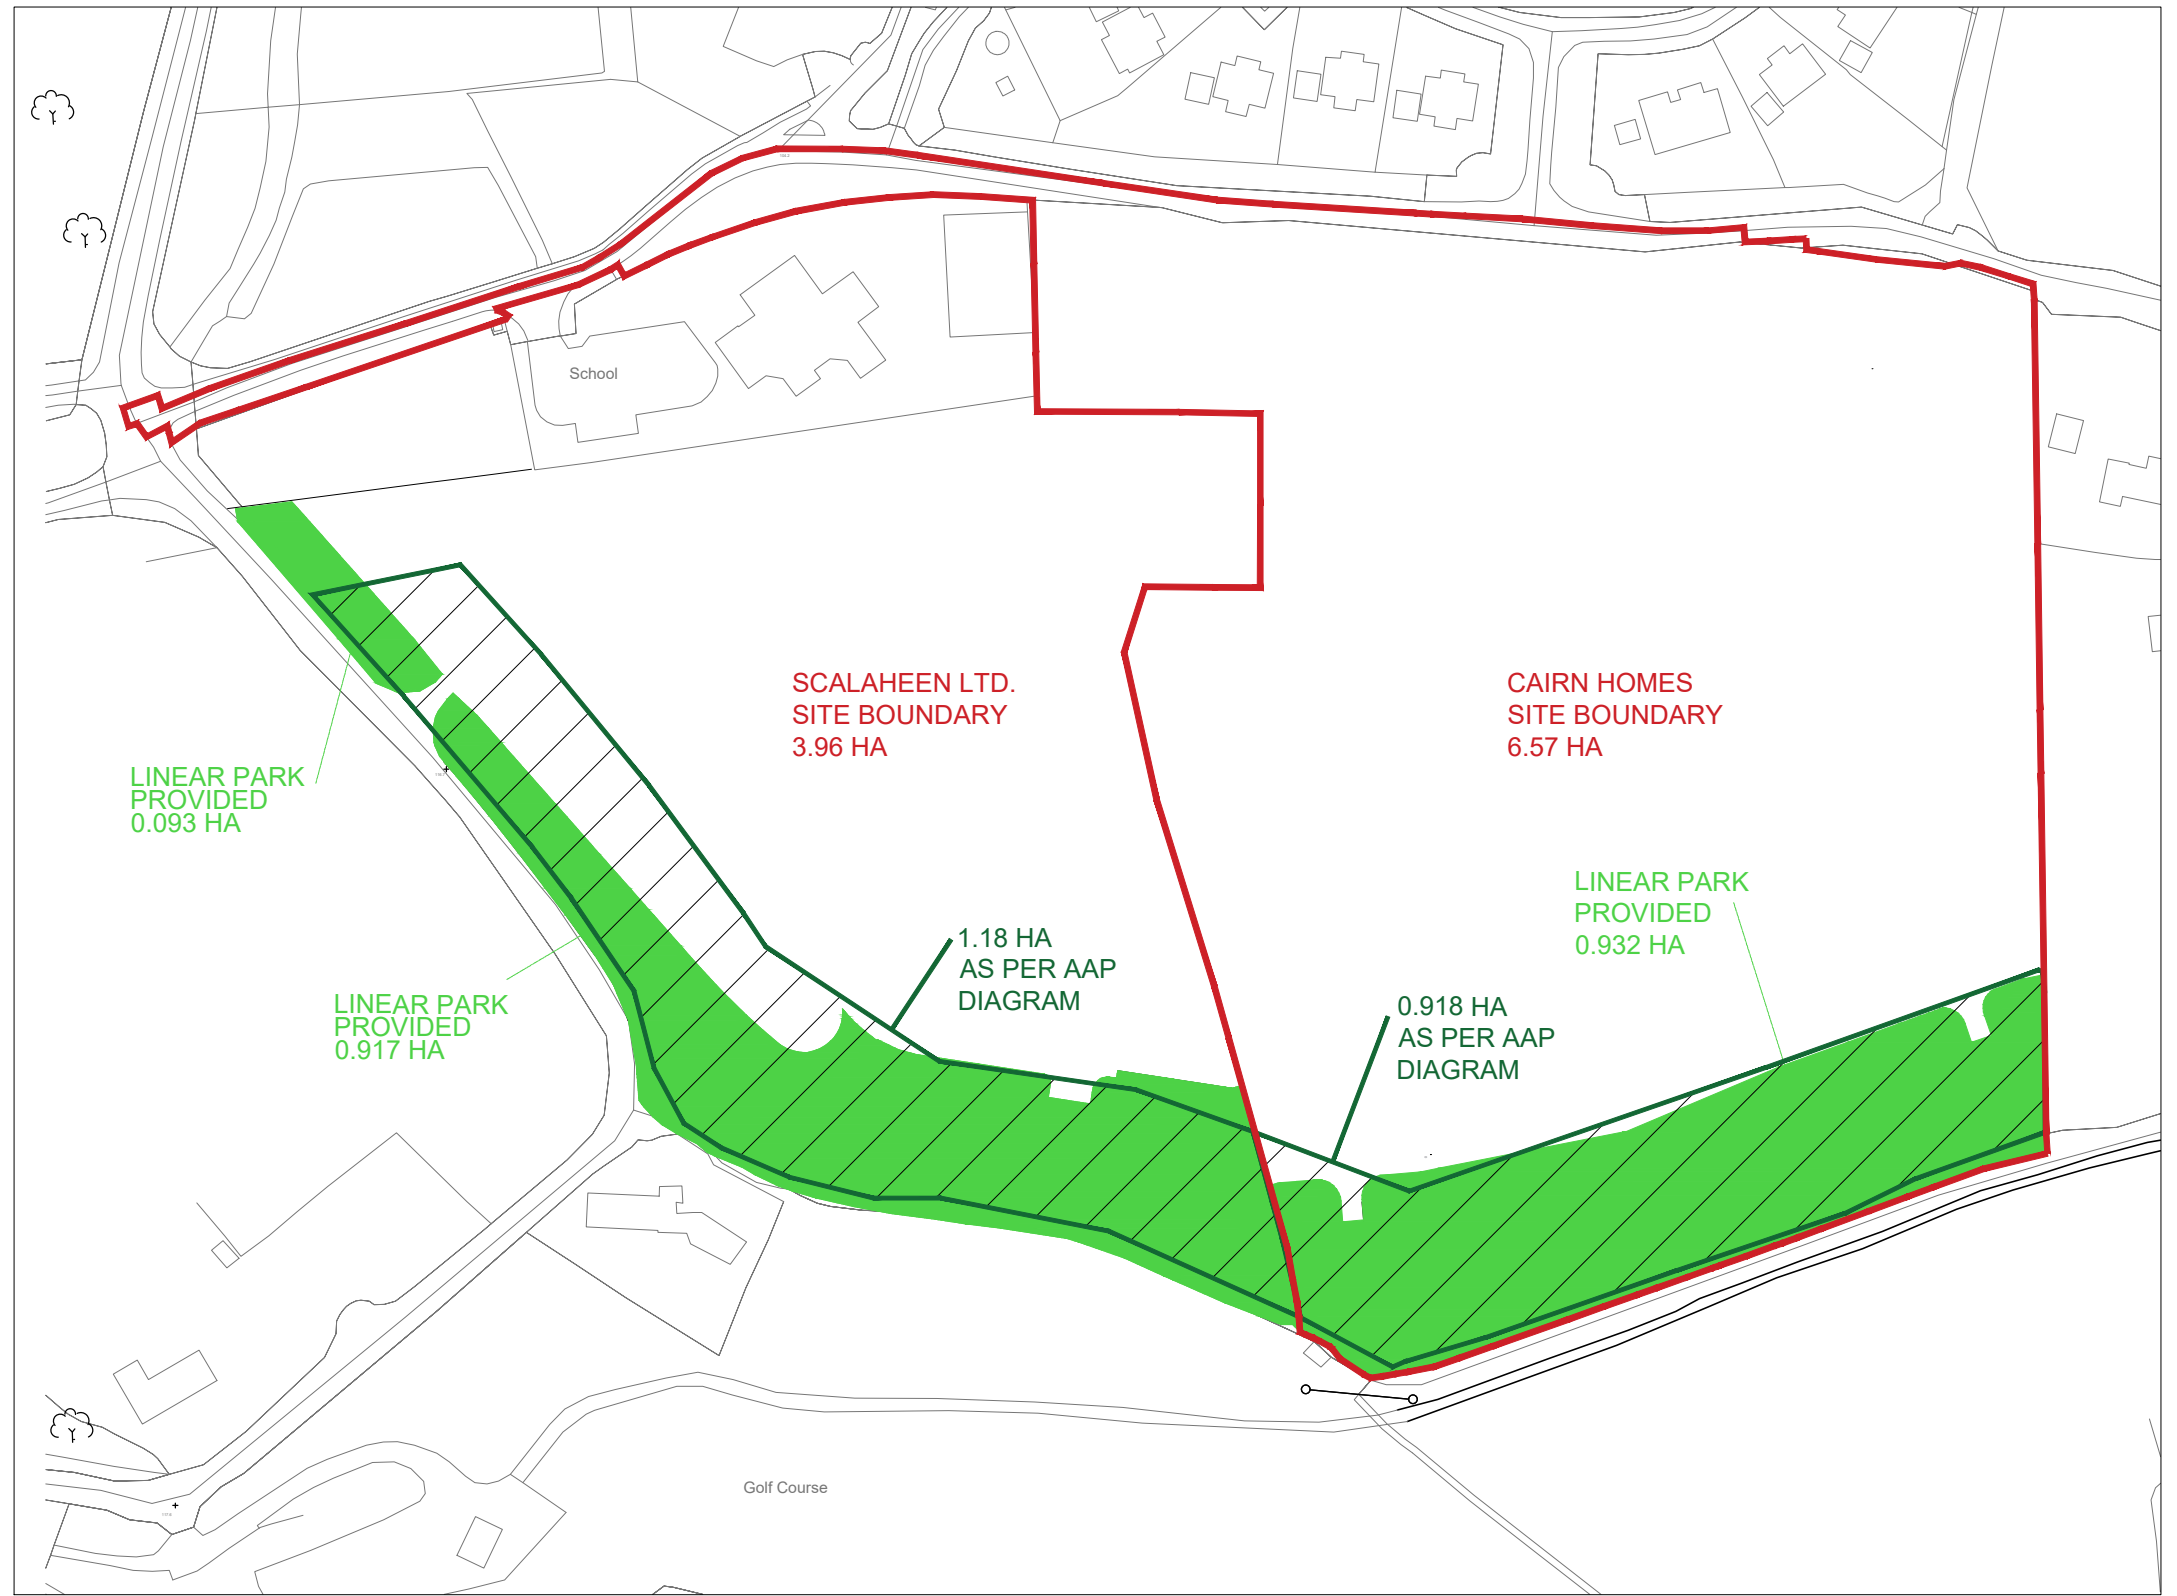 School
SCALAHEEN LTD.
SITE BOUNDARY
3.96 HA
CAIRN HOMES
SITE BOUNDARY
6.57 HA
LINEAR PARK
PROVIDED
0.093 HA
LINEAR PARK
PROVIDED
0.932 HA
1.18 HA
AS PER AAP
DIAGRAM
LINEAR PARK
PROVIDED
0.917 HA
0.918 HA
AS PER AAP
DIAGRAM
Golf Course